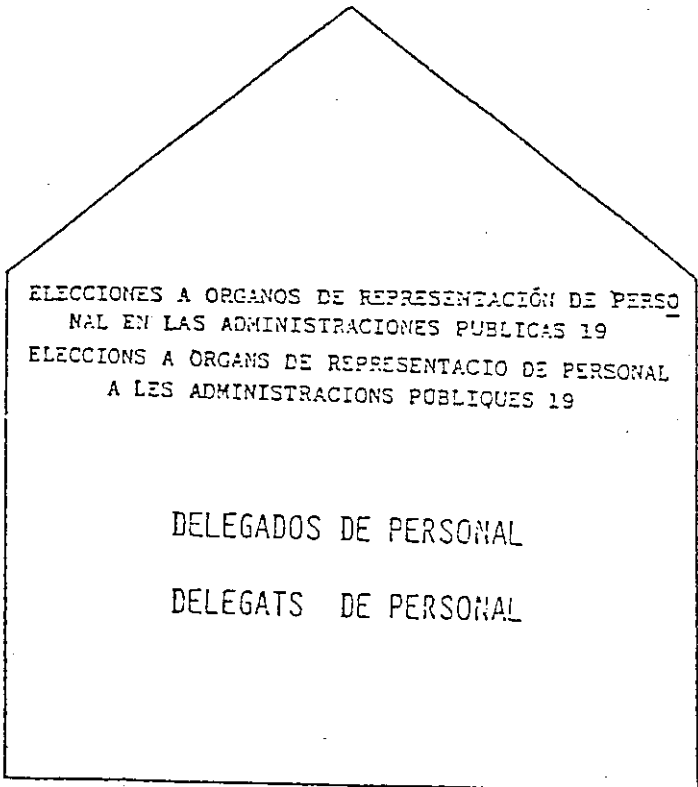 ELECCIONES A ORGANOS DE REPRESENTACIÓN DE PERSO
NAL EN LAS ADMINISTRACIONES PUBLICAS 19
ELECCIONS A ORGANS DE REPRESENTACIO DE PERSONAL
A LES ADMINISTRACIONS PUBLIQUES 19
DELEGADOS DE PERSONAL
DELEGATS DE PERSONAL